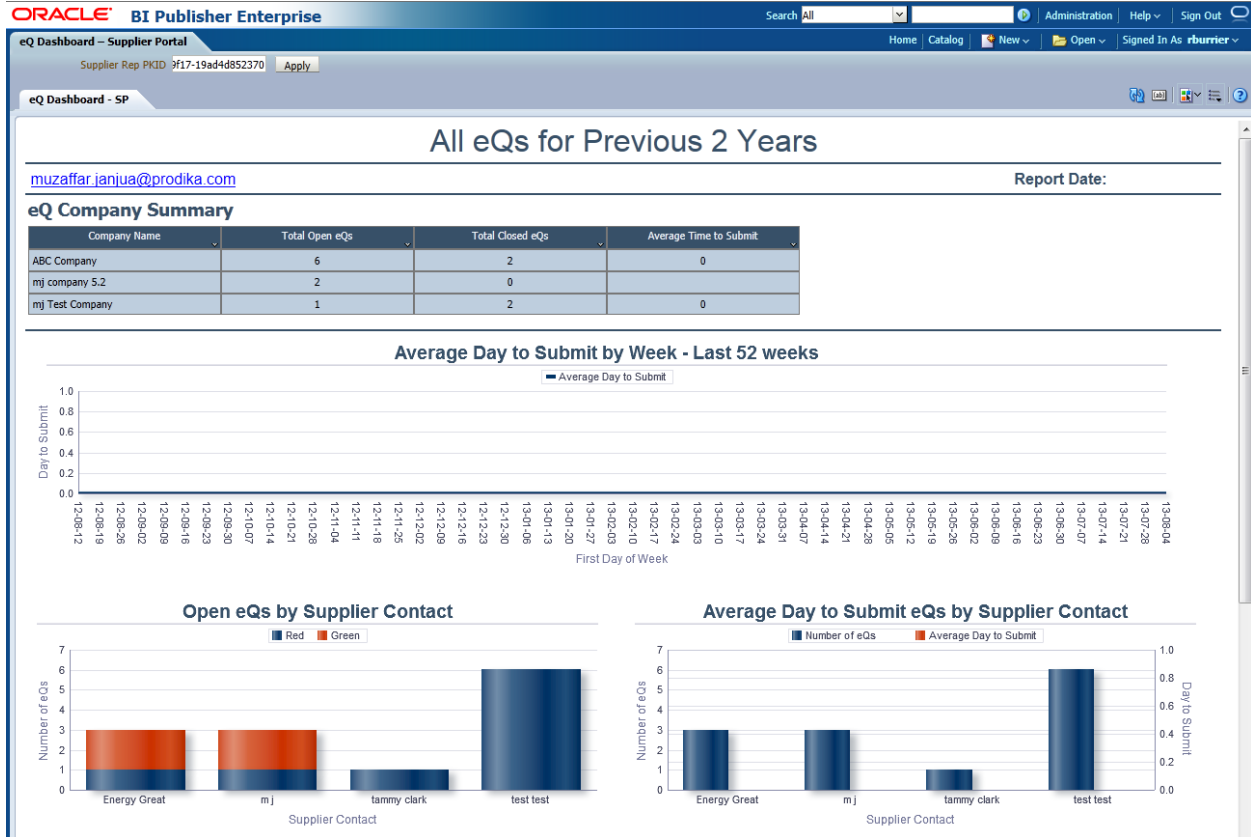 ORACLE' BI Publisher Enterprise Search All Administration Help Sign Out
eQ Dashboard – Supplier Portal Home Catalog New Open Signed In As rburrier
Supplier Rep PKID 9f17-19ad4d852370 Apply
eQ Dashboard - SP
All eQs for Previous 2 Years
muzaffar.janjua@prodika.com Report Date:
eQ Company Summary
Company Name Total Open eQs Total Closed eQs Average Time to Submit
ABC Company 6 2 0
mj company 5.2 2 0
mj Test Company 1 2 0
Average Day to Submit by Week - Last 52 weeks
Average Day to Submit
Day to Submit
1.0
0.8
0.6
0.4
0.2
0.0
12-08-12 12-08-19 12-08-26 12-09-02 12-09-09 12-09-16 12-09-23 12-09-30 12-10-07 12-10-14 12-10-21 12-10-28 12-11-04 12-11-11 12-11-18 12-11-25 12-12-02 12-12-09 12-12-16 12-12-23 12-12-30 13-01-06 13-01-13 13-01-20 13-01-27 13-02-03 13-02-10 13-02-17 13-02-24 13-03-03 13-03-10 13-03-17 13-03-24 13-03-31 13-04-07 13-04-14 13-04-21 13-04-28 13-05-05 13-05-12 13-05-19 13-05-26 13-06-02 13-06-09 13-06-16 13-06-23 13-06-30 13-07-07 13-07-14 13-07-21 13-07-28 13-08-04
First Day of Week
Open eQs by Supplier Contact
Red Green
Number of eQs
7
6
5
4
3
2
1
0
Energy Great m j tammy clark test test
Supplier Contact
Average Day to Submit eQs by Supplier Contact
Number of eQs Average Day to Submit
Number of eQs
7
6
5
4
3
2
1
0
1.0
0.8
0.6
0.4
0.2
0.0
Day to Submit
Energy Great m j tammy clark test test
Supplier Contact